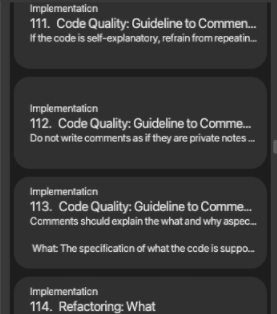 Implementation
111. Code Quality: Guideline to Commen...
If the code is self-explanatory, refrain from repeatin...
Implementation
112. Code Quality: Guideline to Comme...
Do not write comments as if they are private notes ...
Implementation
113. Code Quality: Guideline to Comme...
Comments should explain the what and why aspec...
What: The specification of what the code is suppo...
Implementation
114. Refactoring: What